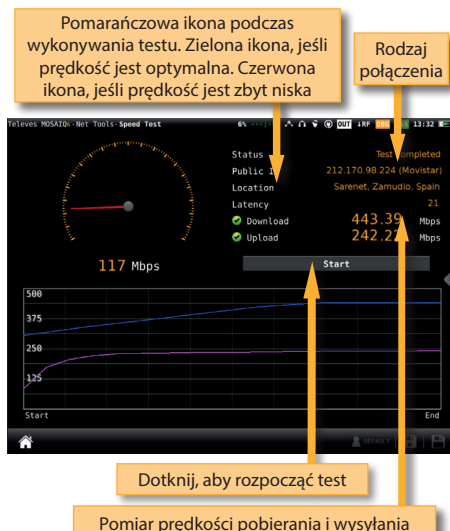 Pomarańczowa ikona podczas
wykonywania testu. Zielona ikona, jeśli
prędkość jest optymalna. Czerwona
ikona, jeśli prędkość jest zbyt niska
Rodzaj
połączenia
Televes MOSAIQ6-Net Tools-Speed Test 6% OUT RF 13:32
Status Test Completed
Public I 212.170.98.224 (Movistar)
Location Sarenet, Zamudio, Spain
Latency 21
Download 443.39 Mbps
Upload 242.22 Mbps
117 Mbps
Start
500
375
250
125
Start End
DEFAULT
Dotknij, aby rozpocząć test
Pomiar prędkości pobierania i wysyłania